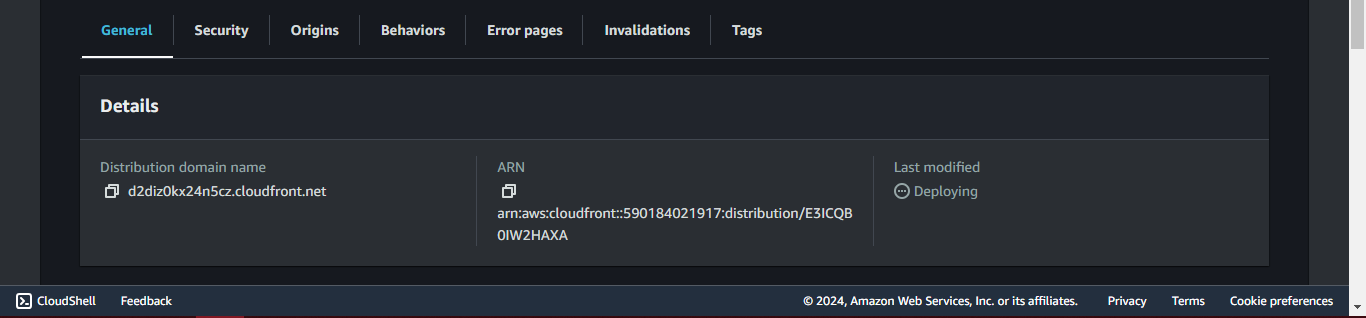 General Security Origins Behaviors Error pages Invalidations Tags
Details
Distribution domain name ARN Last modified
d2diz0kx24n5cz.cloudfront.net Deploying
arn:aws:cloudfront::590184021917:distribution/E3ICQB
0IW2HAXA
CloudShell Feedback © 2024, Amazon Web Services, Inc. or its affiliates. Privacy Terms Cookie preferences